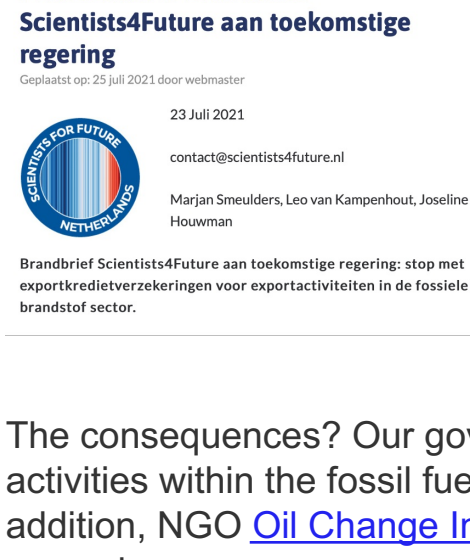 Scientists4Future aan toekomstige
regering
Geplaatst op: 25 juli 2021 door webmaster
SCIENTISTS FOR FUTURE
NETHERLANDS
23 Juli 2021
contact@scientists4future.nl
Marjan Smeulders, Leo van Kampenhout, Joseline
Houwman
Brandbrief Scientists4Future aan toekomstige regering: stop met
exportkredietverzekeringen voor exportactiviteiten in de fossiele
brandstof sector.
The consequences? Our gov
activities within the fossil fue
addition, NGO Oil Change In